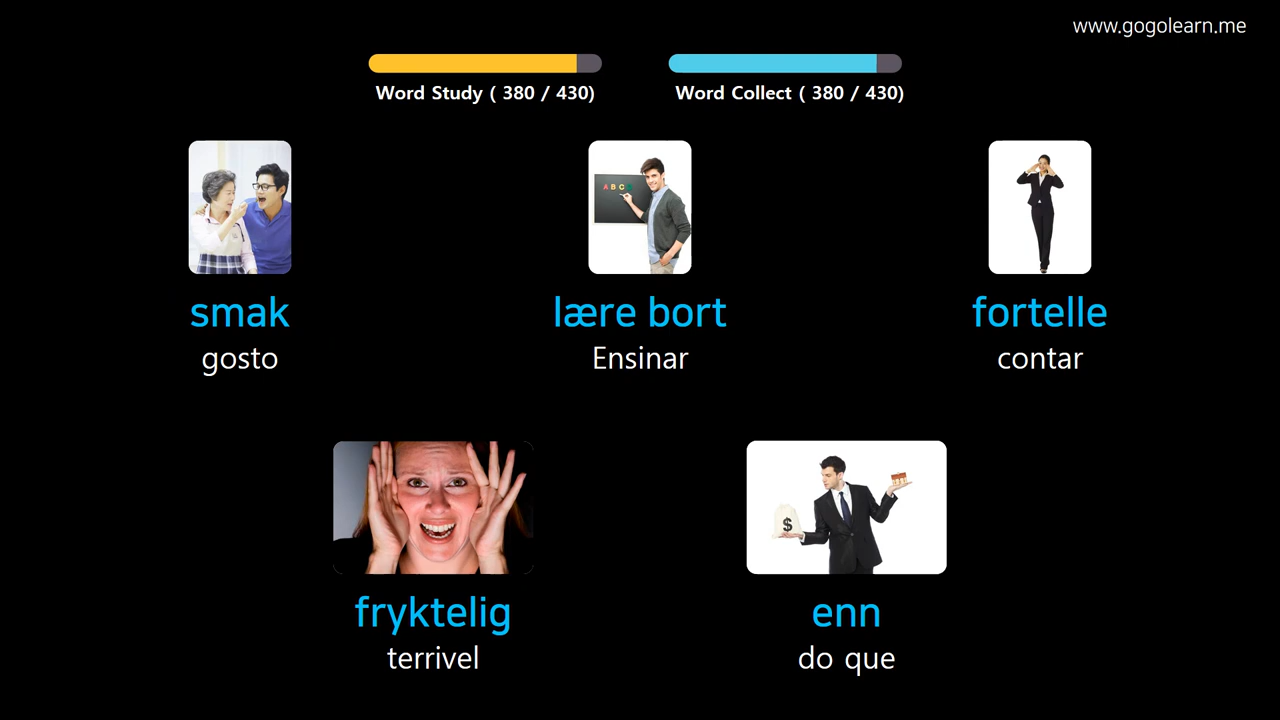 www.gogolearn.me
Word Study ( 380 / 430)
Word Collect ( 380 / 430)
A B C
smak
gosto
lære bort
Ensinar
fortelle
contar
$
fryktelig
terrivel
enn
do que